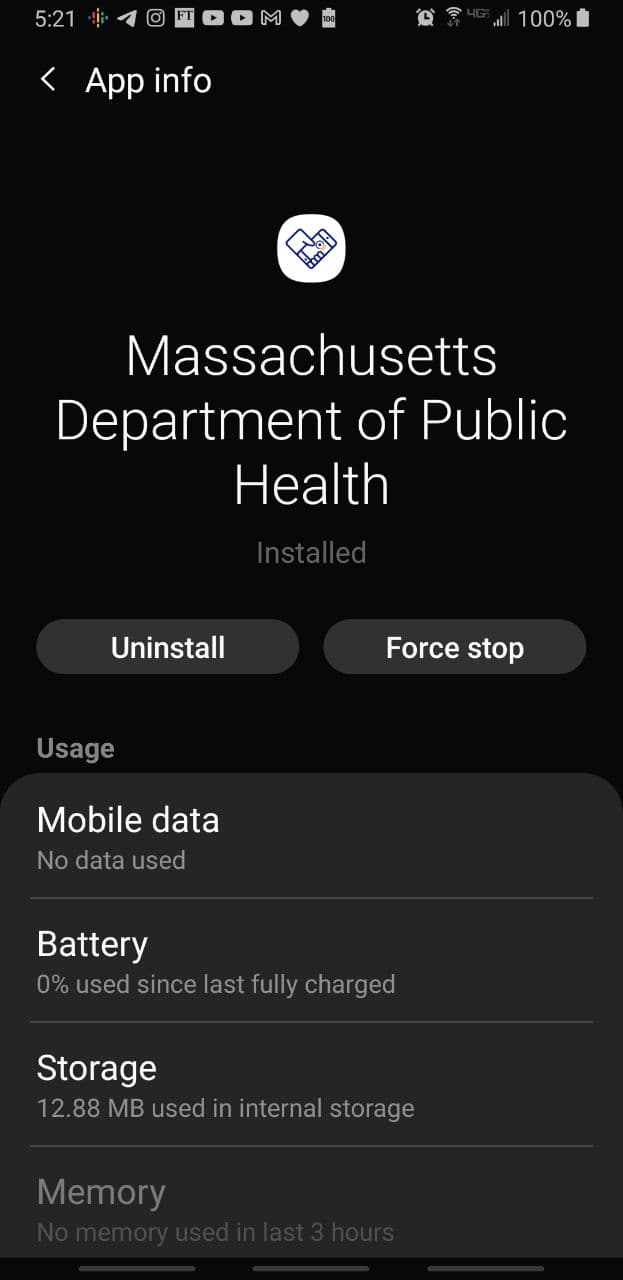 5:21 FT 100 4GE 100%
App info
Massachusetts
Department of Public
Health
Installed
Uninstall Force stop
Usage
Mobile data
No data used
Battery
0% used since last fully charged
Storage
12.88 MB used in internal storage
Memory
No memory used in last 3 hours